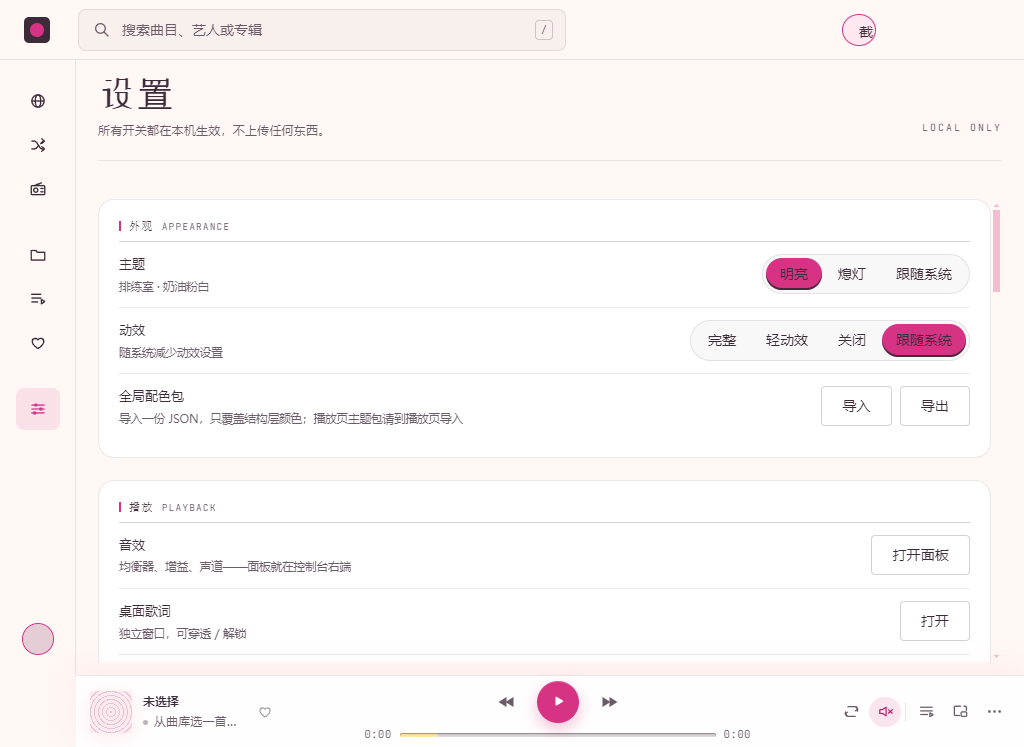 搜索曲目、艺人或专辑 /
截
设置
所有开关都在本机生效，不上传任何东西。
LOCAL ONLY
外观 APPEARANCE
主题
排练室 · 奶油粉白
明亮 熄灯 跟随系统
动效
随系统减少动效设置
完整 轻动效 关闭 跟随系统
全局配色包
导入一份 JSON，只覆盖结构层颜色；播放页主题包请到播放页导入
导入 导出
播放 PLAYBACK
音效
均衡器、增益、声道——面板就在控制台右端
打开面板
桌面歌词
独立窗口，可穿透 / 解锁
打开
未选择
从曲库选一首…
0:00 0:00